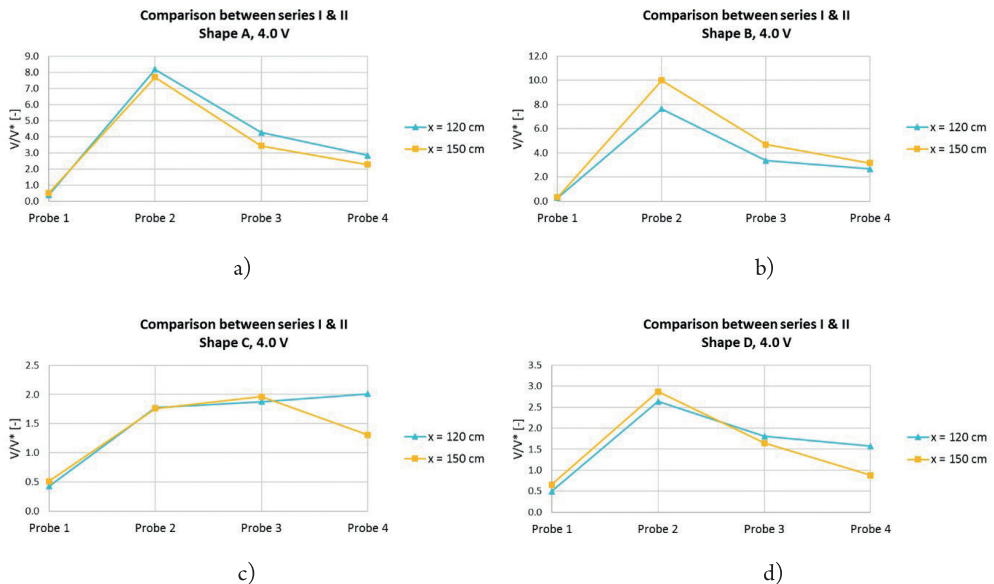 Comparison between series I & II
Shape A, 4.0 V
9.0
8.0
7.0
6.0
5.0
4.0
3.0
2.0
1.0
0.0
V/V* [-]
Probe 1 Probe 2 Probe 3 Probe 4
x = 120 cm
x = 150 cm
a)
Comparison between series I & II
Shape B, 4.0 V
12.0
10.0
8.0
6.0
4.0
2.0
0.0
V/V* [-]
Probe 1 Probe 2 Probe 3 Probe 4
x = 120 cm
x = 150 cm
b)
Comparison between series I & II
Shape C, 4.0 V
2.5
2.0
1.5
1.0
0.5
0.0
V/V* [-]
Probe 1 Probe 2 Probe 3 Probe 4
x = 120 cm
x = 150 cm
c)
Comparison between series I & II
Shape D, 4.0 V
3.5
3.0
2.5
2.0
1.5
1.0
0.5
0.0
V/V* [-]
Probe 1 Probe 2 Probe 3 Probe 4
x = 120 cm
x = 150 cm
d)